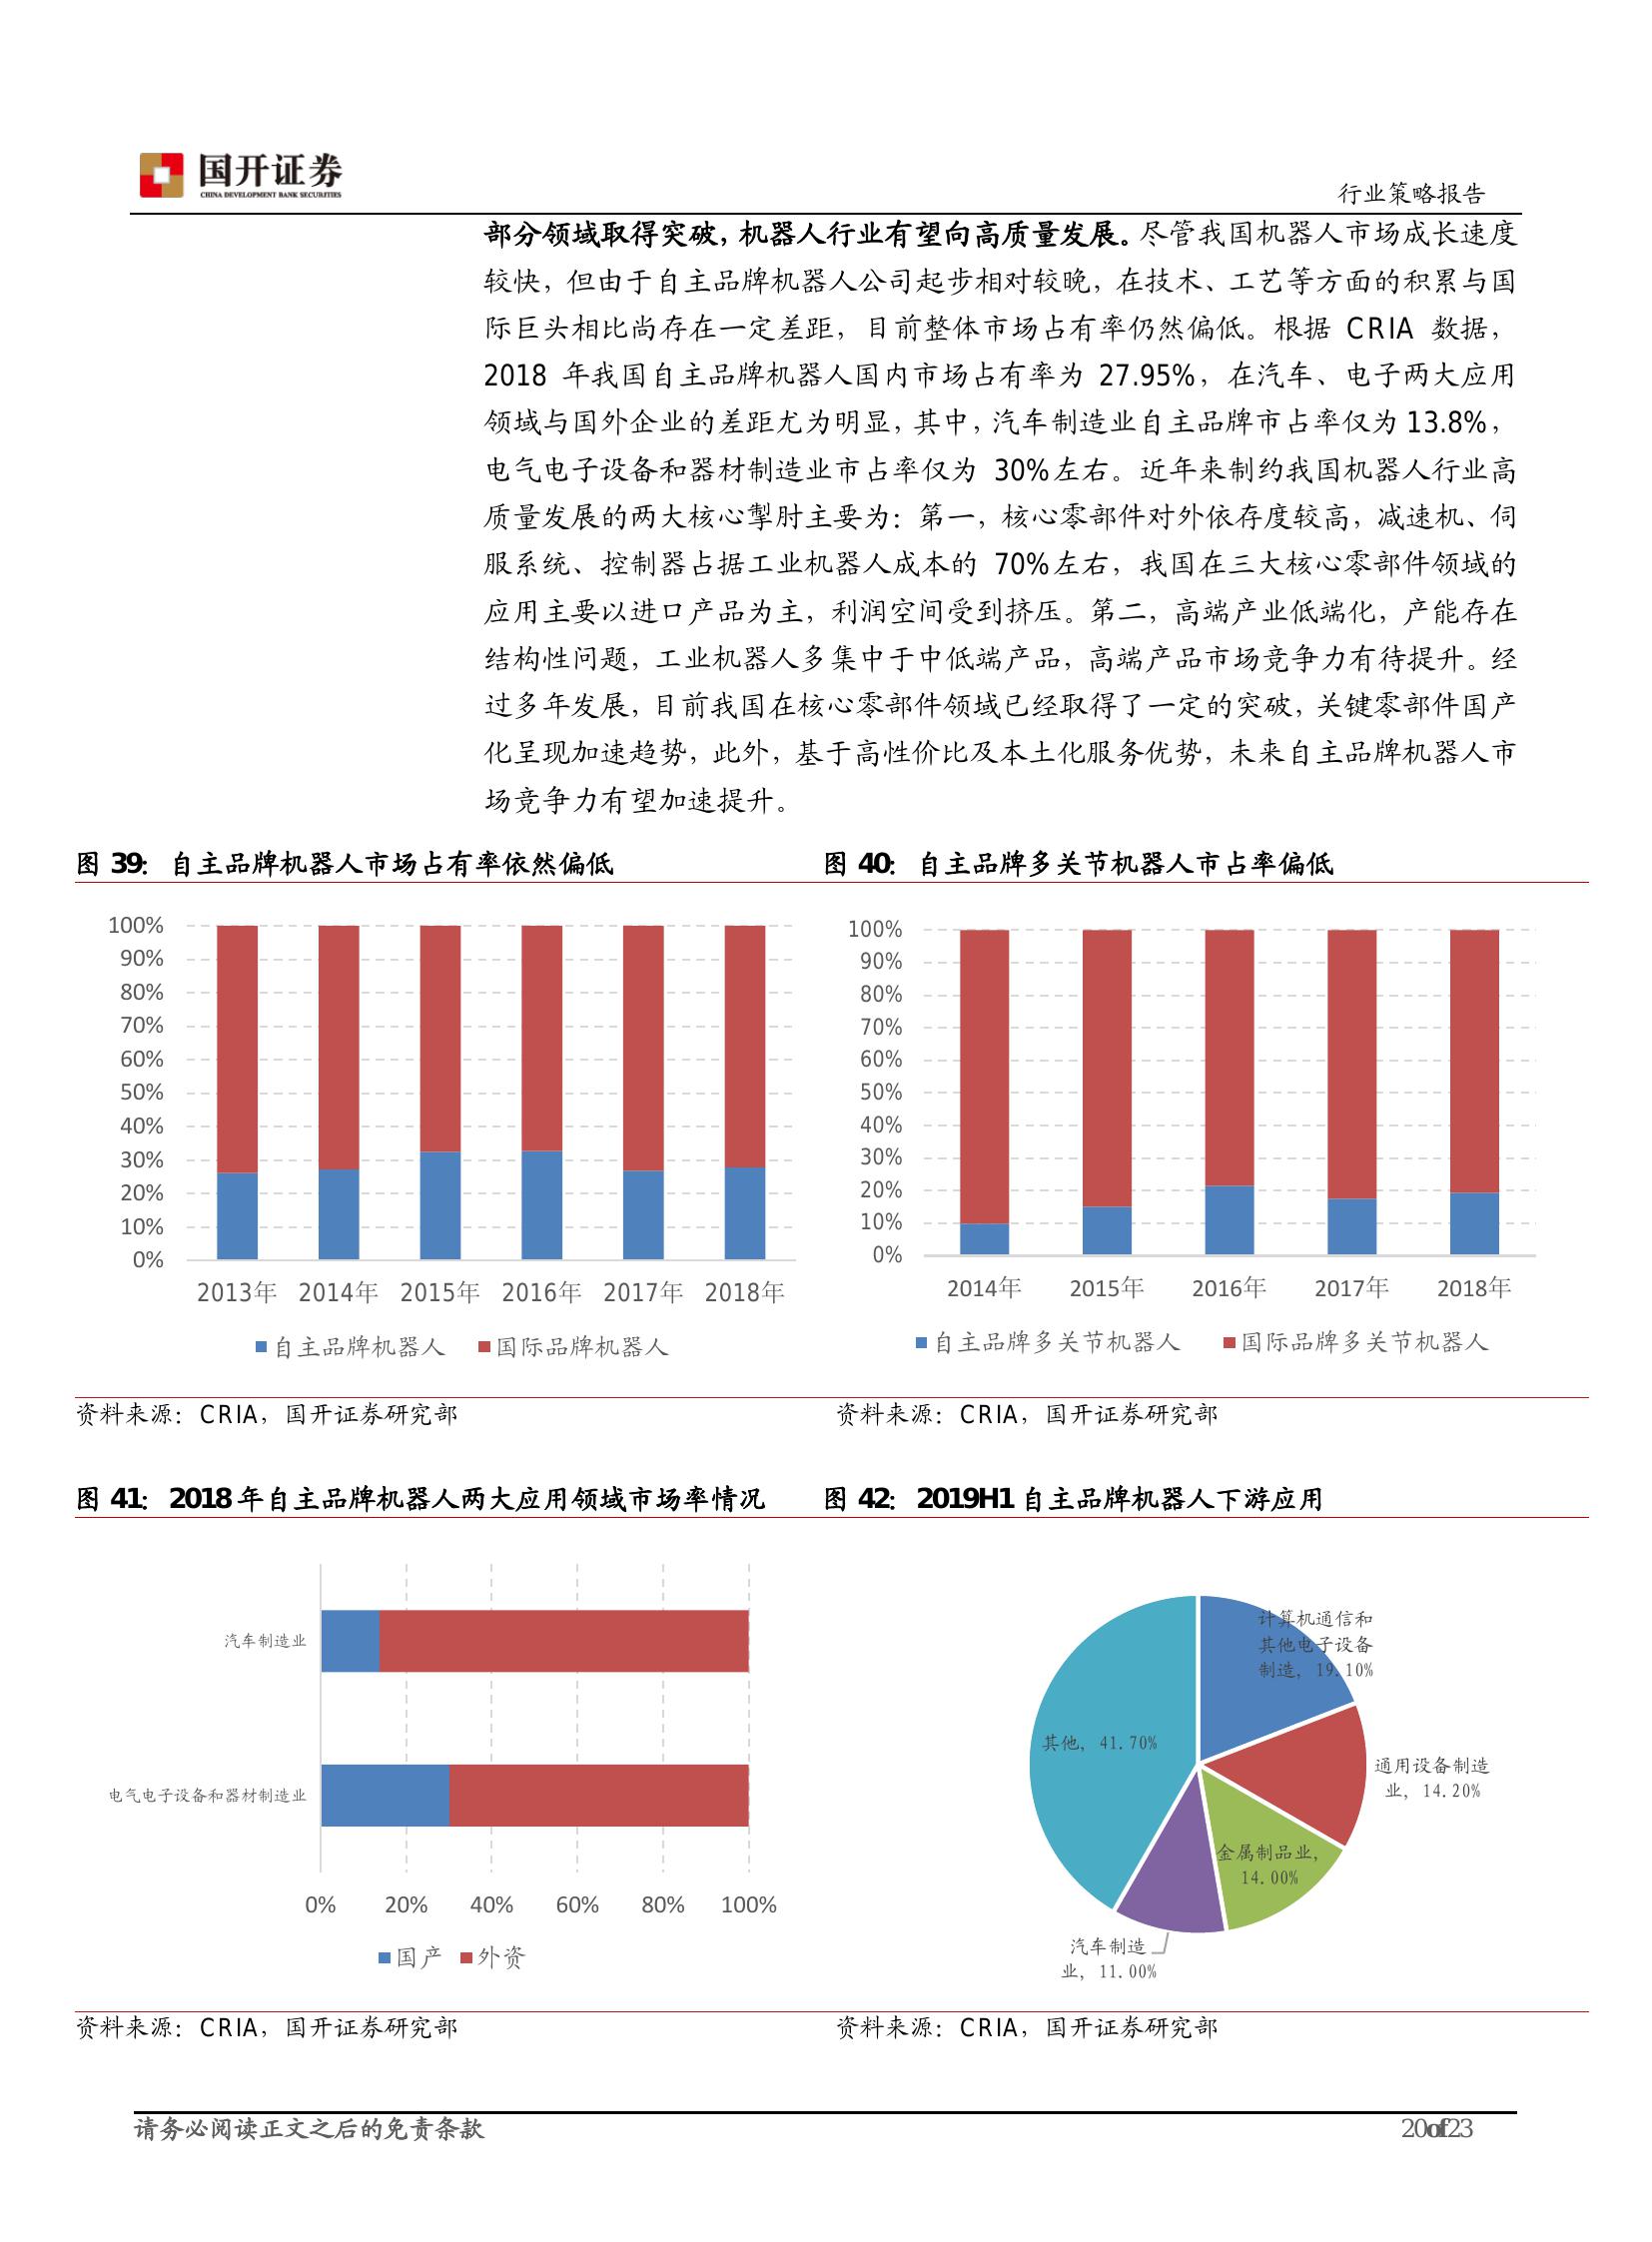 国开证券
CHINA DEVELOPMENT BANK SECURITIES
行业策略报告
部分领域取得突破，机器人行业有望向高质量发展。尽管我国机器人市场成长速度
较快，但由于自主品牌机器人公司起步相对较晚，在技术、工艺等方面的积累与国
际巨头相比尚存在一定差距，目前整体市场占有率仍然偏低。根据 CRIA 数据，
2018 年我国自主品牌机器人国内市场占有率为 27.95%，在汽车、电子两大应用
领域与国外企业的差距尤为明显，其中，汽车制造业自主品牌市占率仅为 13.8%，
电气电子设备和器材制造业市占率仅为 30%左右。近年来制约我国机器人行业高
质量发展的两大核心掣肘主要为：第一，核心零部件对外依存度较高，减速机、伺
服系统、控制器占据工业机器人成本的 70%左右，我国在三大核心零部件领域的
应用主要以进口产品为主，利润空间受到挤压。第二，高端产业低端化，产能存在
结构性问题，工业机器人多集中于中低端产品，高端产品市场竞争力有待提升。经
过多年发展，目前我国在核心零部件领域已经取得了一定的突破，关键零部件国产
化呈现加速趋势，此外，基于高性价比及本土化服务优势，未来自主品牌机器人市
场竞争力有望加速提升。
图 39： 自主品牌机器人市场占有率依然偏低
100%
90%
80%
70%
60%
50%
40%
30%
20%
10%
0%
2013年 2014年 2015年 2016年 2017年 2018年
自主品牌机器人 国际品牌机器人
资料来源：CRIA，国开证券研究部
图 40： 自主品牌多关节机器人市占率偏低
100%
90%
80%
70%
60%
50%
40%
30%
20%
10%
0%
2014年 2015年 2016年 2017年 2018年
自主品牌多关节机器人 国际品牌多关节机器人
资料来源：CRIA，国开证券研究部
图 41： 2018 年自主品牌机器人两大应用领域市场率情况
汽车制造业
电气电子设备和器材制造业
0% 20% 40% 60% 80% 100%
国产 外资
资料来源：CRIA，国开证券研究部
图 42： 2019H1 自主品牌机器人下游应用
计算机通信和
其他电子设备
制造，19.10%
其他，41.70%
通用设备制造
业，14.20%
金属制品业，
14.00%
汽车制造
业，11.00%
资料来源：CRIA，国开证券研究部
请务必阅读正文之后的免责条款
20of23